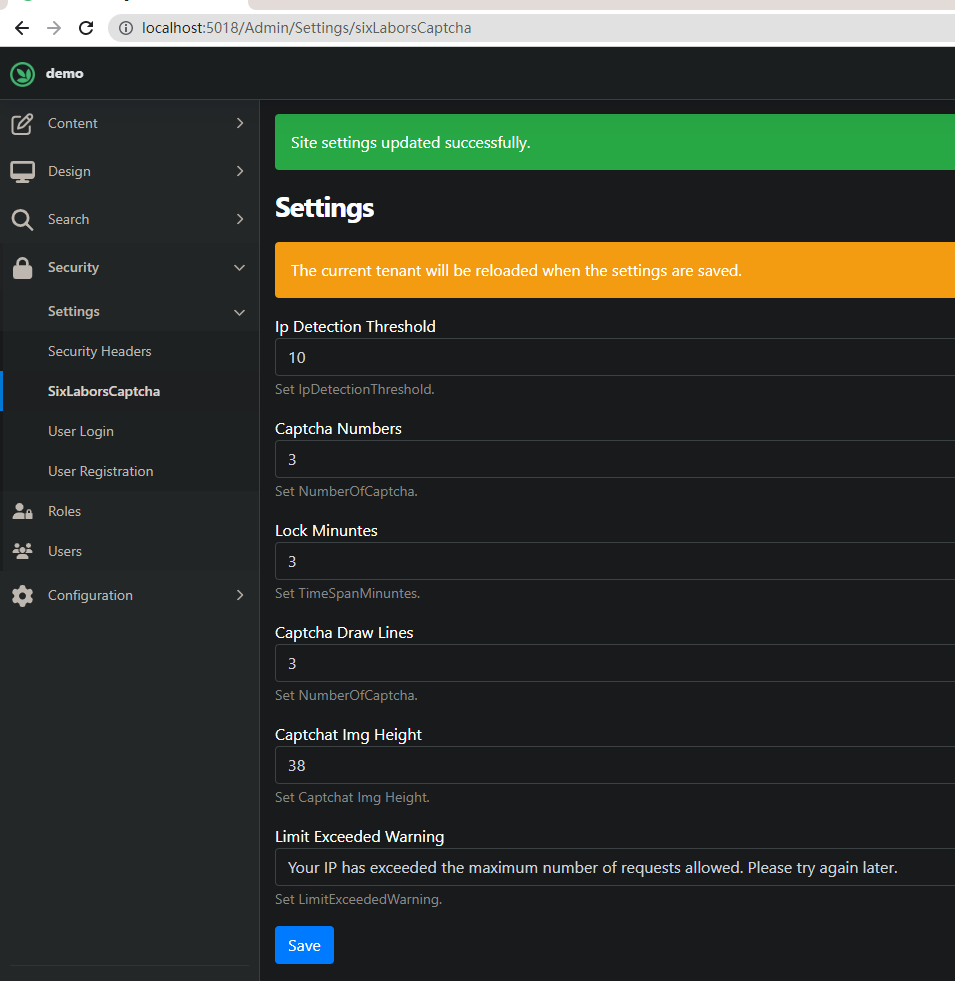 localhost:5018/Admin/Settings/sixLaborsCaptcha
demo
Content
Design
Search
Security
Settings
Security Headers
SixLaborsCaptcha
User Login
User Registration
Roles
Users
Configuration
Site settings updated successfully.
Settings
The current tenant will be reloaded when the settings are saved.
Ip Detection Threshold
10
Set IpDetectionThreshold.
Captcha Numbers
3
Set NumberOfCaptcha.
Lock Minuntes
3
Set TimeSpanMinuntes.
Captcha Draw Lines
3
Set NumberOfCaptcha.
Captchat Img Height
38
Set Captchat Img Height.
Limit Exceeded Warning
Your IP has exceeded the maximum number of requests allowed. Please try again later.
Set LimitExceededWarning.
Save